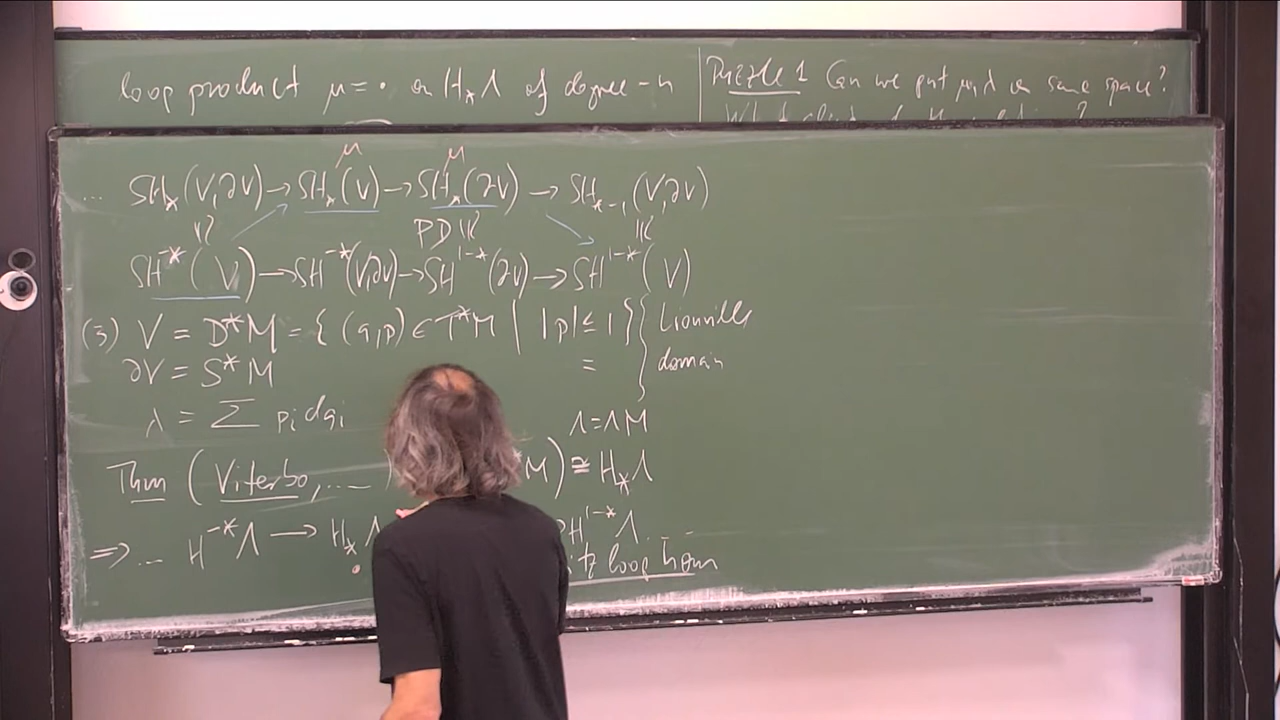 loop product μ = • on H_*Λ of degree -n
Puzzle 1 Can we put μ, λ on same space?
μ μ
... SH_*(V,∂V) → SH_*(V) → SH_*(∂V) → SH_{*-1}(V,∂V)
PD
SH^{-*}(V) → SH^{-*}(V,∂V) → SH^{1-*}(∂V) → SH^{1-*}(V)
(3) V = D*M = { (q,p) ∈ T*M | |p| ≤ 1 } Liouville
∂V = S*M = domain
λ = Σ p_i dq_i Λ = ΛM
Thm (Viterbo, .... *M) ≅ H_*Λ
⇒ ... H^{-*}Λ → H_*Λ H^{1-*}Λ ...
• loop hom